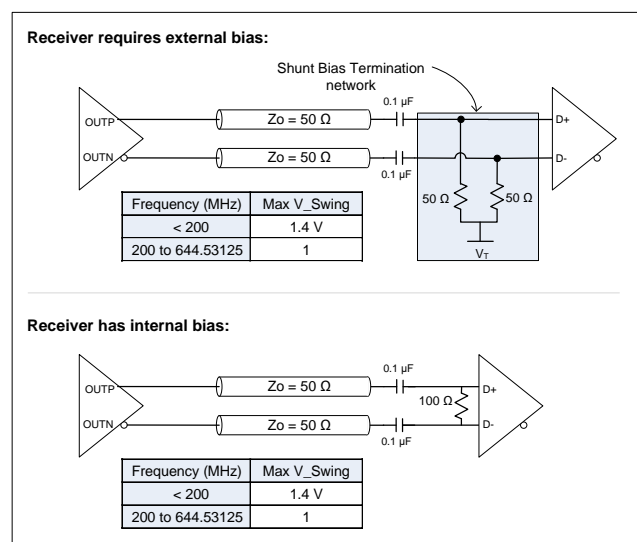 Receiver requires external bias:
Shunt Bias Termination
network
0.1 µF
OUTP
Zo = 50 Ω
D+
OUTN
Zo = 50 Ω
D-
0.1 µF
50 Ω
50 Ω
VT
Frequency (MHz) Max V_Swing
< 200 1.4 V
200 to 644.53125 1
Receiver has internal bias:
0.1 µF
OUTP
Zo = 50 Ω
D+
100 Ω
OUTN
Zo = 50 Ω
D-
0.1 µF
Frequency (MHz) Max V_Swing
< 200 1.4 V
200 to 644.53125 1